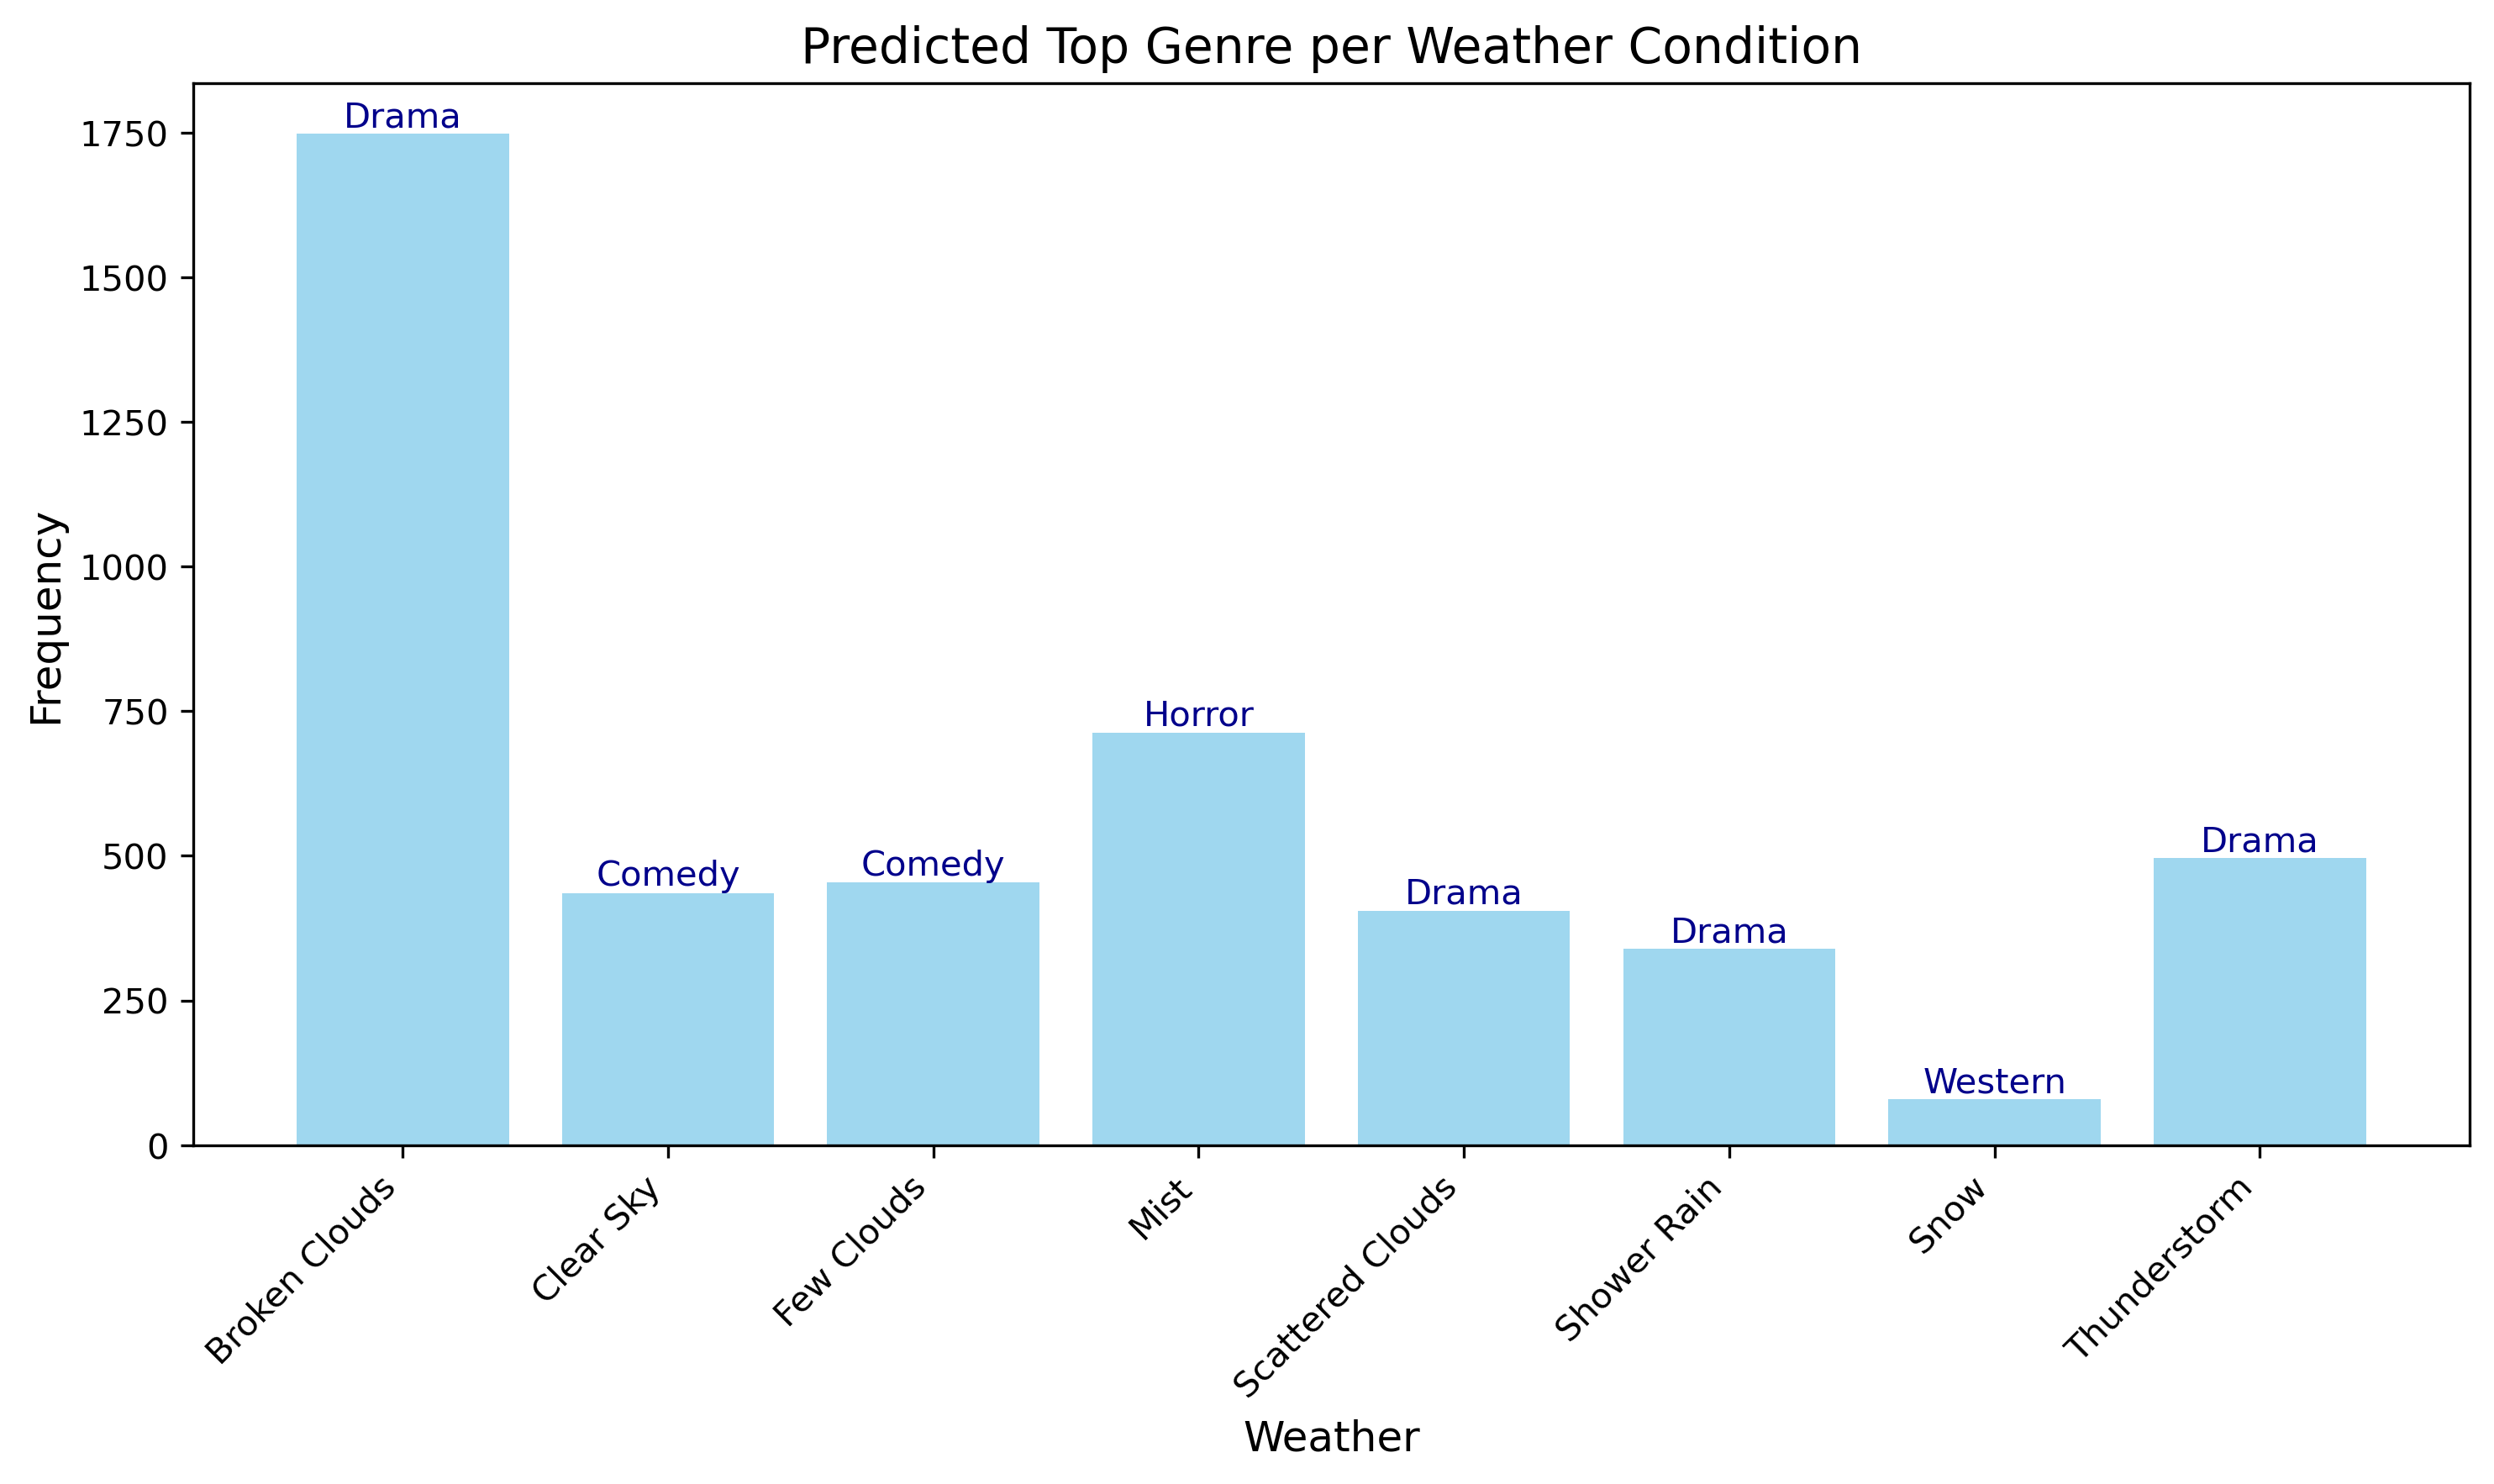 Predicted Top Genre per Weather Condition
Frequency
1750
1500
1250
1000
750
500
250
0
Drama
Comedy
Comedy
Horror
Drama
Drama
Western
Drama
Broken Clouds
Clear Sky
Few Clouds
Mist
Scattered Clouds
Shower Rain
Snow
Thunderstorm
Weather